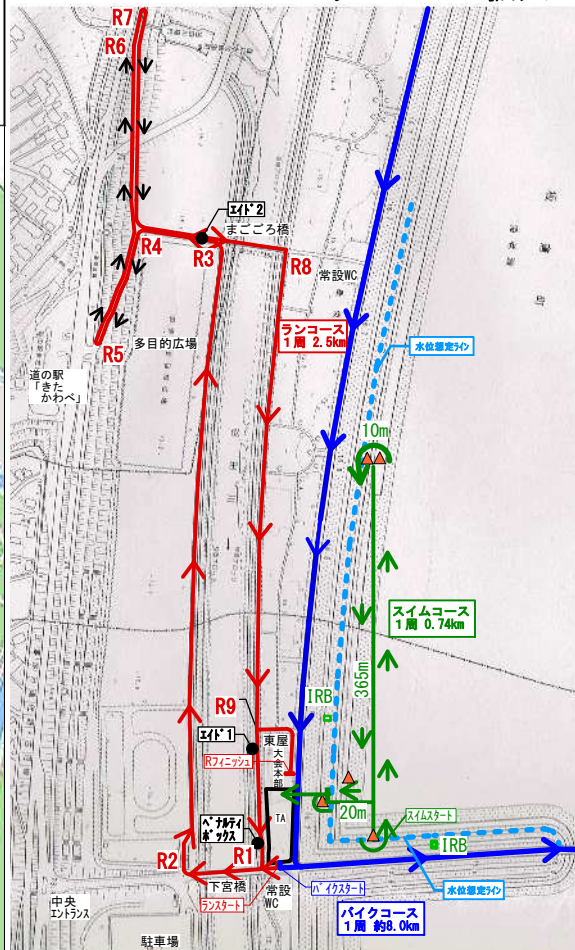 R7
R6
エイド2
まごころ橋
R4
R3
R8
常設WC
R5
多目的広場
ランコース
1周 2.5km
水位想定ライン
道の駅
「きた
かわべ」
10m
スイムコース
1周 0.74km
365m
IRB
R9
エイド1
東屋
大会本部
Rフィニッシュ
TA
20m
スイムスタート
ペナルティ
ボックス
R1
R2
IRB
下宮橋
常設
WC
ランスタート
バイクスタート
水位想定ライン
中央
エントランス
バイクコース
1周 約8.0km
駐車場